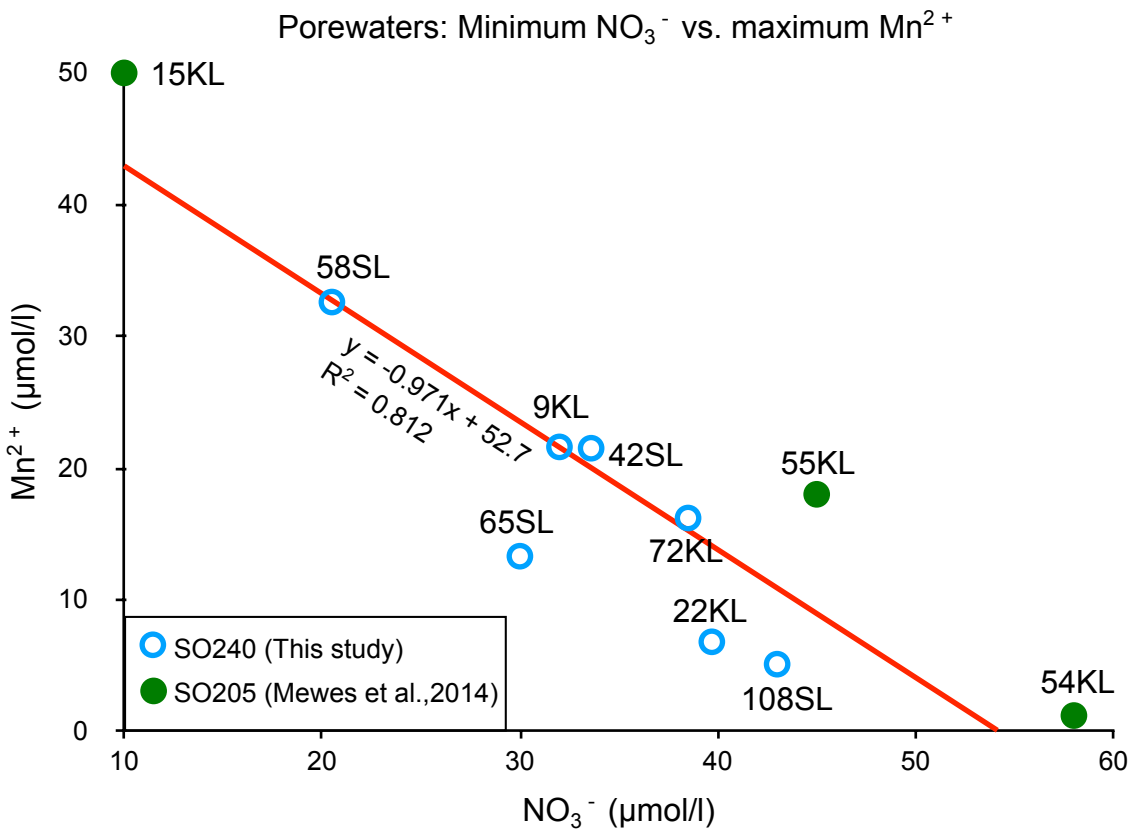 Porewaters: Minimum NO₃⁻ vs. maximum Mn²⁺
50
15KL
40
58SL
30
y = -0.971x + 52.7
R² = 0.812
9KL
42SL
20
55KL
65SL
72KL
10
22KL
SO240 (This study)
108SL
SO205 (Mewes et al.,2014)
54KL
0
10
20
30
40
50
60
Mn²⁺ (µmol/l)
NO₃⁻ (µmol/l)